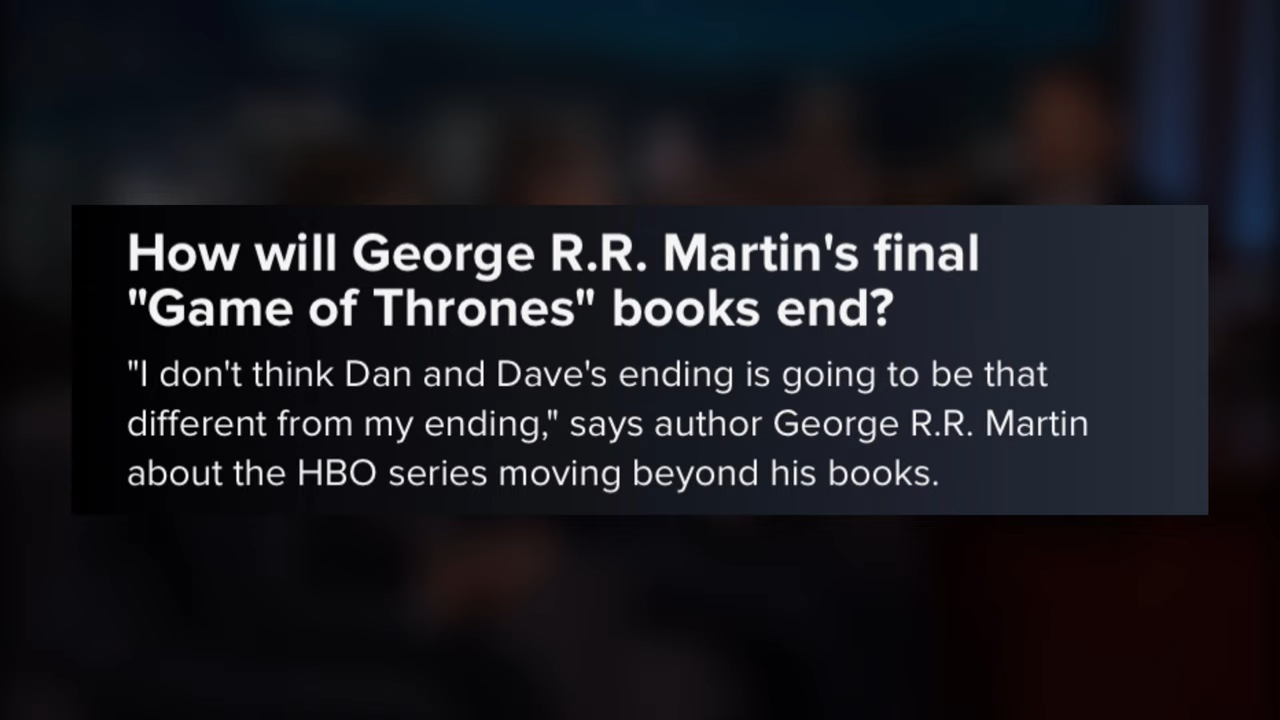 How will George R.R. Martin's final
"Game of Thrones" books end?
"I don't think Dan and Dave's ending is going to be that
different from my ending," says author George R.R. Martin
about the HBO series moving beyond his books.